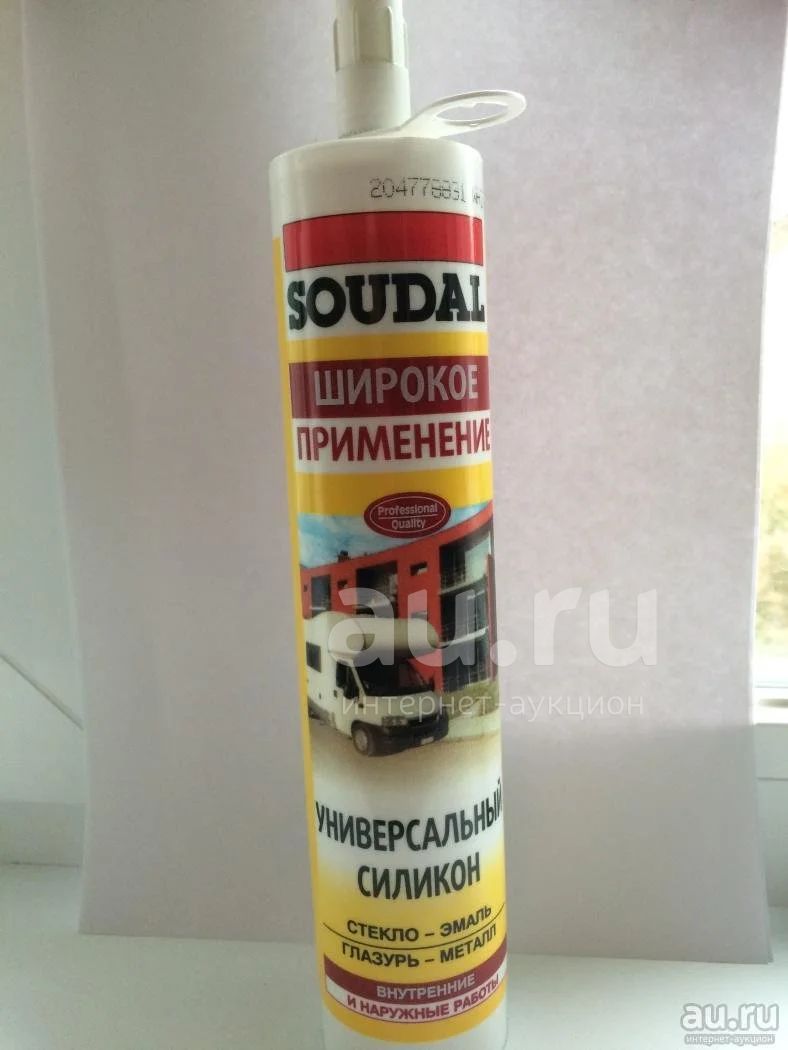 204778831
SOUDAL
ШИРОКОЕ
ПРИМЕНЕНИЕ
Professional
Quality
au.ru
интернет-аукцион
УНИВЕРСАЛЬНЫЙ
СИЛИКОН
СТЕКЛО – ЭМАЛЬ
ГЛАЗУРЬ – МЕТАЛЛ
ВНУТРЕННИЕ
И НАРУЖНЫЕ РАБОТЫ
au.ru
интернет-аукцион